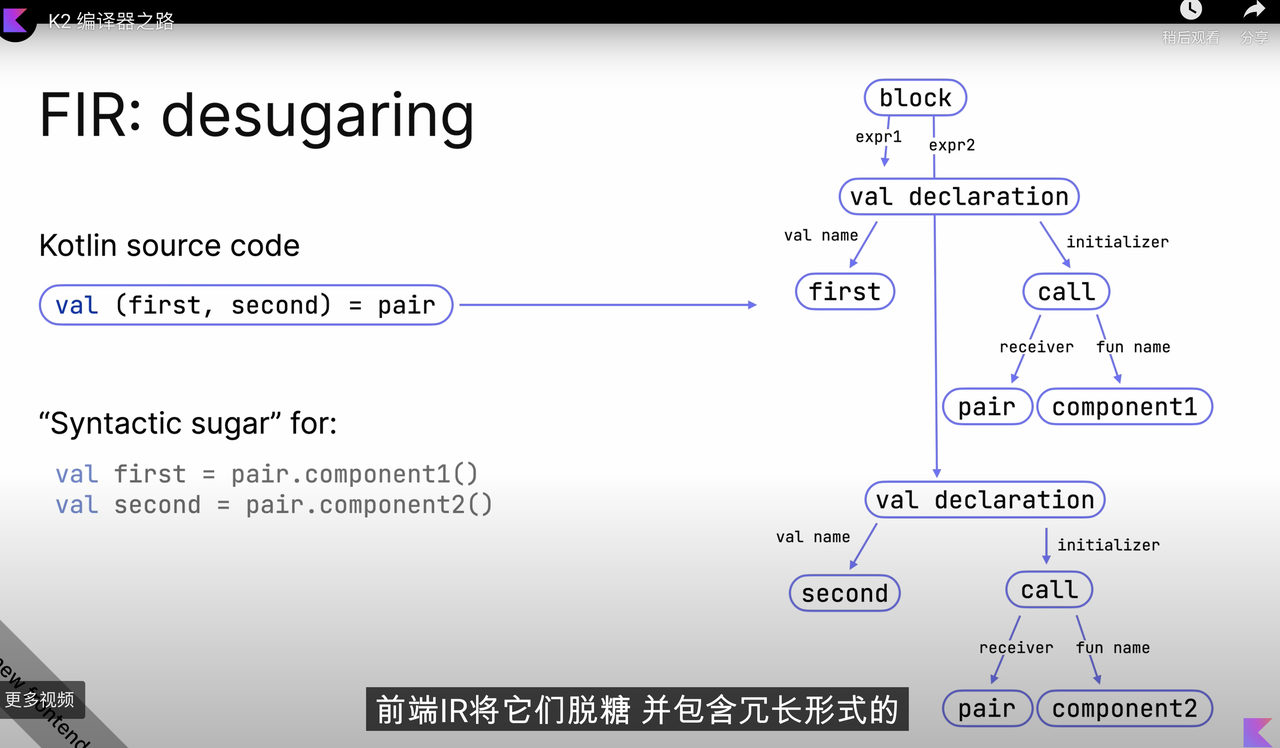 K2 编译器之路
稍后观看
分享
FIR: desugaring
Kotlin source code
val (first, second) = pair
“Syntactic sugar” for:
val first = pair.component1()
val second = pair.component2()
block
expr1
expr2
val declaration
val name
initializer
first
call
receiver
fun name
pair
component1
val declaration
val name
initializer
second
call
receiver
fun name
pair
component2
new frontend
更多视频
前端IR将它们脱糖 并包含冗长形式的